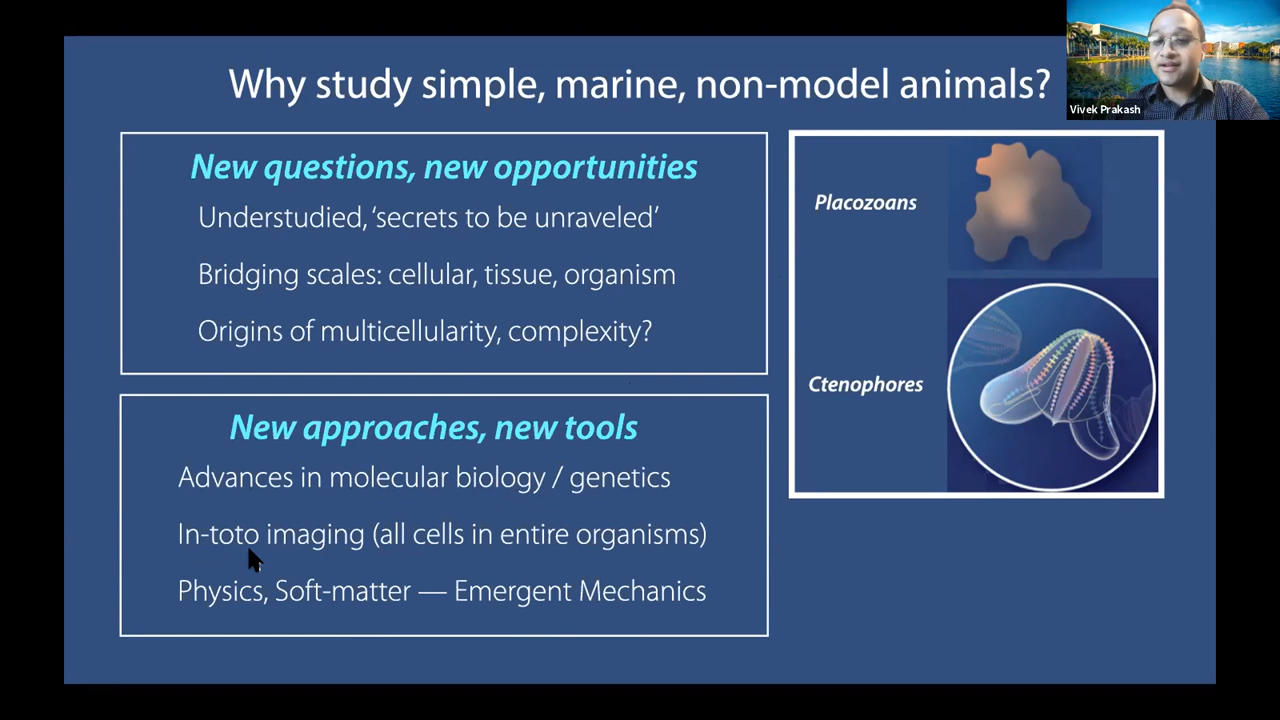 Why study simple, marine, non-model animals?
Vivek Prakash
New questions, new opportunities
Understudied, ‘secrets to be unraveled’
Bridging scales: cellular, tissue, organism
Origins of multicellularity, complexity?
New approaches, new tools
Advances in molecular biology / genetics
In-toto imaging (all cells in entire organisms)
Physics, Soft-matter — Emergent Mechanics
Placozoans
Ctenophores